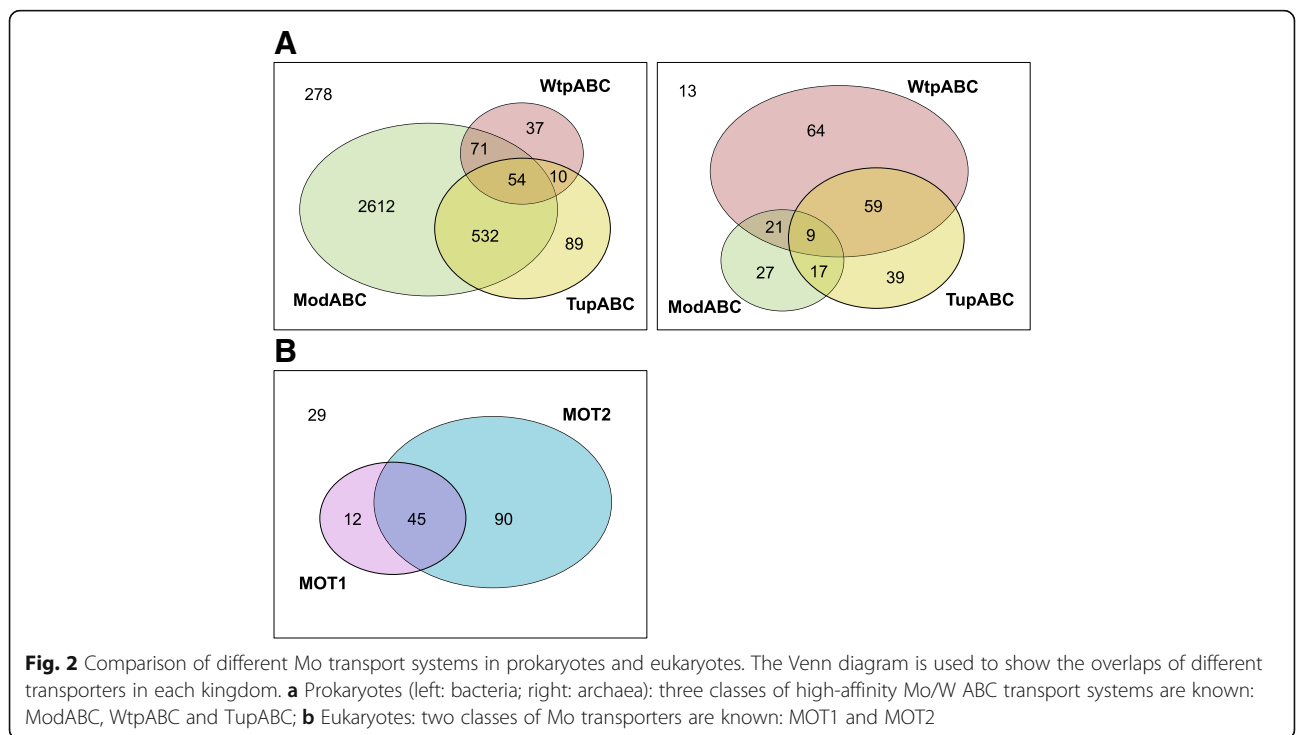 A
278
WtpABC
37
71
54
10
2612
532
89
ModABC
TupABC
13
WtpABC
64
59
21
9
27
17
39
ModABC
TupABC
B
29
MOT2
12
45
90
MOT1
Fig. 2 Comparison of different Mo transport systems in prokaryotes and eukaryotes. The Venn diagram is used to show the overlaps of different
transporters in each kingdom. a Prokaryotes (left: bacteria; right: archaea): three classes of high-affinity Mo/W ABC transport systems are known:
ModABC, WtpABC and TupABC; b Eukaryotes: two classes of Mo transporters are known: MOT1 and MOT2